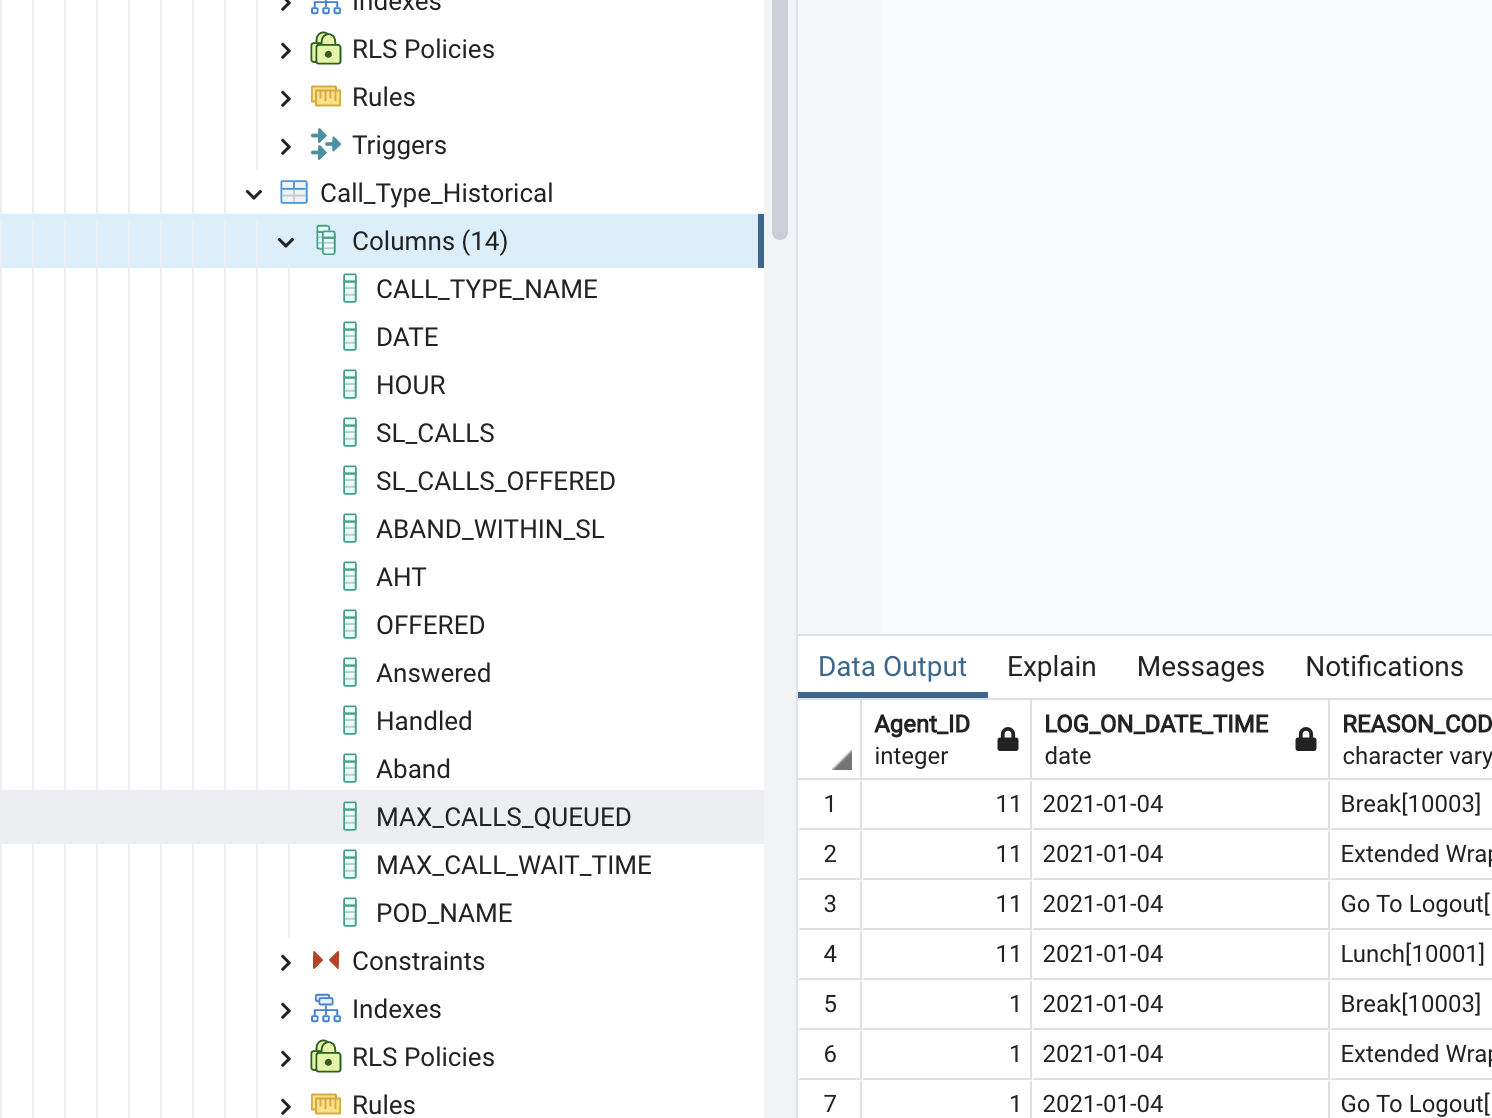 Indexes
RLS Policies
Rules
Triggers
Call_Type_Historical
Columns (14)
CALL_TYPE_NAME
DATE
HOUR
SL_CALLS
SL_CALLS_OFFERED
ABAND_WITHIN_SL
AHT
OFFERED
Answered
Handled
Aband
MAX_CALLS_QUEUED
MAX_CALL_WAIT_TIME
POD_NAME
Constraints
Indexes
RLS Policies
Rules
Data Output Explain Messages Notifications
Agent_ID LOG_ON_DATE_TIME REASON_COD
integer date character vary
1 11 2021-01-04 Break[10003]
2 11 2021-01-04 Extended Wrap
3 11 2021-01-04 Go To Logout[
4 11 2021-01-04 Lunch[10001]
5 1 2021-01-04 Break[10003]
6 1 2021-01-04 Extended Wrap
7 1 2021-01-04 Go To Logout[